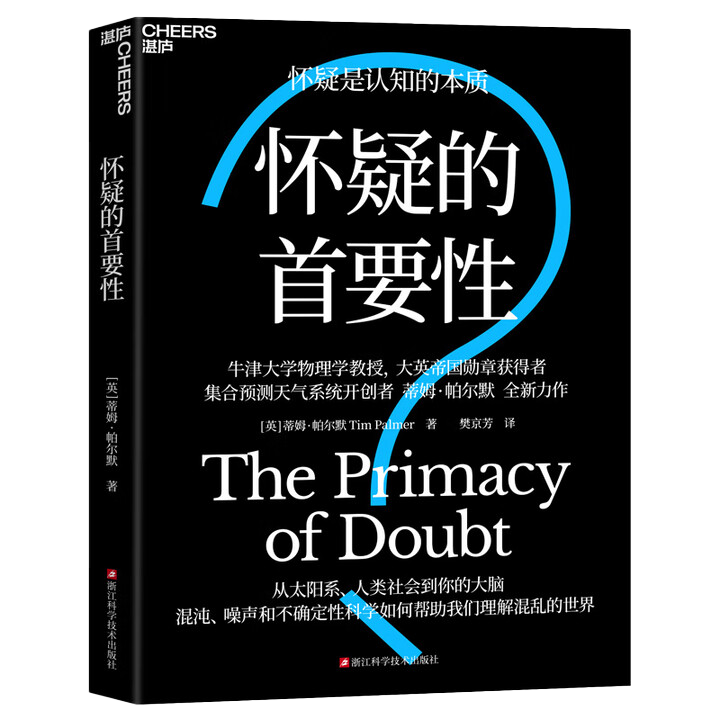 湛庐
CHEERS
怀疑的首要性
[英]蒂姆·帕尔默 著
浙江科学技术出版社
CHEERS
湛庐
怀疑是认知的本质
怀疑的
首要性
牛津大学物理学教授，大英帝国勋章获得者
集合预测天气系统开创者 蒂姆·帕尔默 全新力作
[英]蒂姆·帕尔默 Tim Palmer 著 樊京芳 译
The Primacy
of Doubt
从太阳系、人类社会到你的大脑
混沌、噪声和不确定性科学如何帮助我们理解混乱的世界
浙江科学技术出版社